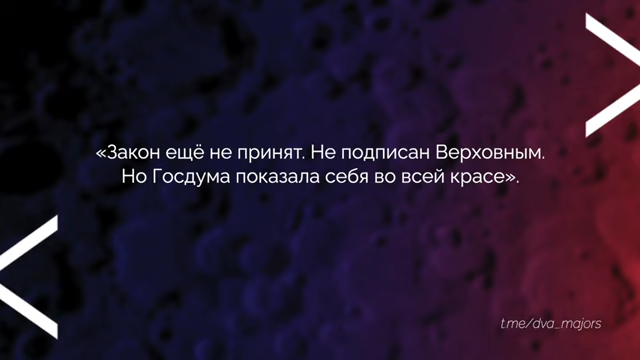 «Закон ещё не принят. Не подписан Верховным.
Но Госдума показала себя во всей красе».
t.me/dva_majors